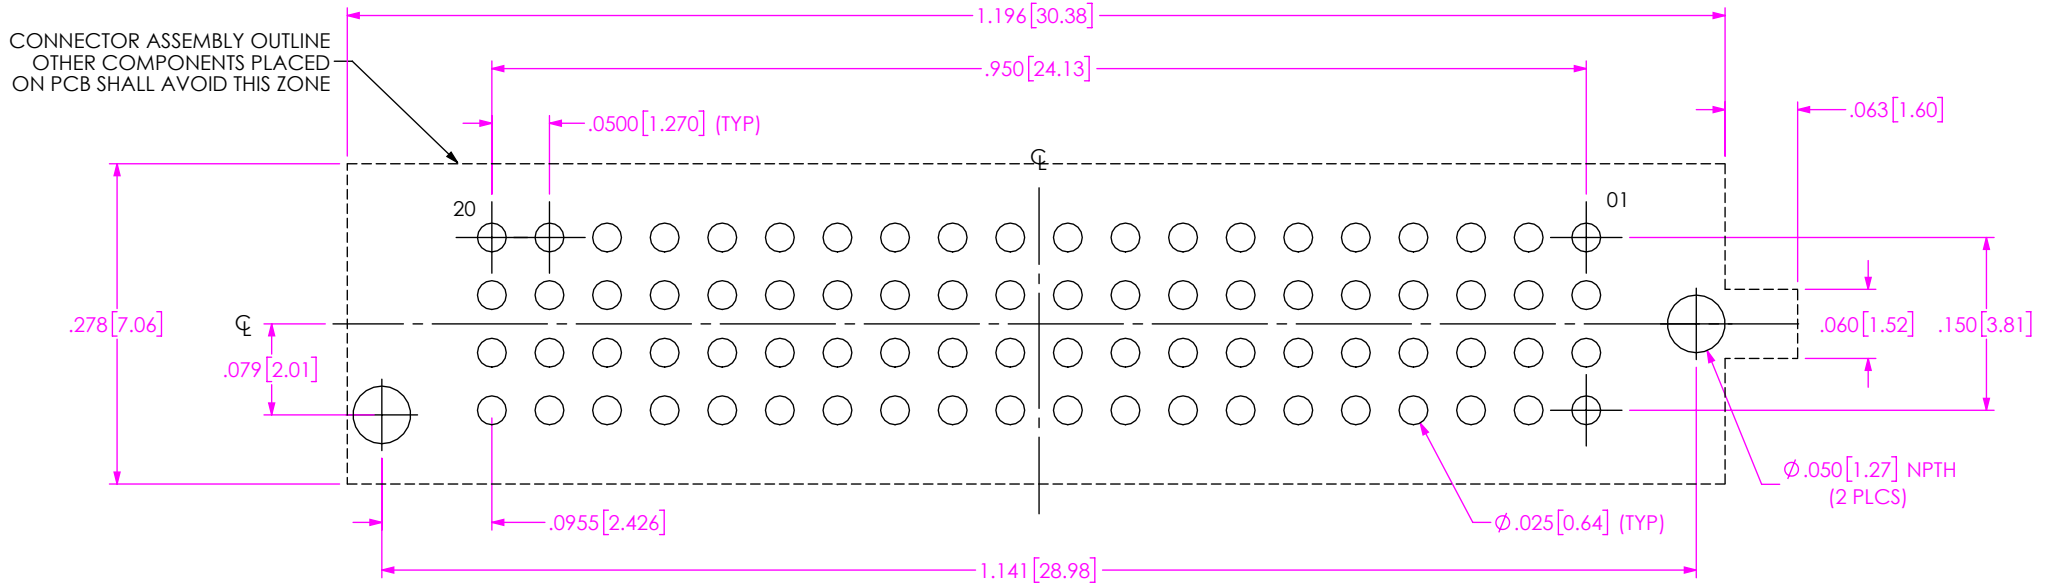 1.196[30.38]
CONNECTOR ASSEMBLY OUTLINE
OTHER COMPONENTS PLACED
ON PCB SHALL AVOID THIS ZONE
.950[24.13]
.0500[1.270] (TYP)
.063[1.60]
℄
20
01
.278[7.06]
℄
.060[1.52]
.150[3.81]
.079[2.01]
Ø.050[1.27] NPTH
(2 PLCS)
.0955[2.426]
Ø.025[0.64] (TYP)
1.141[28.98]